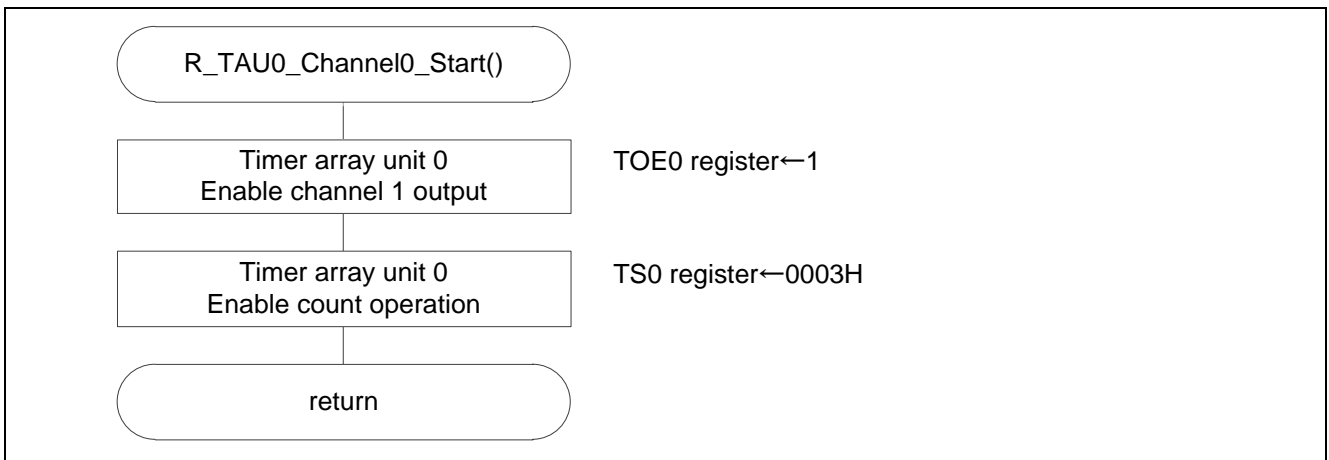 R_TAU0_Channel0_Start()
Timer array unit 0
Enable channel 1 output
TOE0 register←1
Timer array unit 0
Enable count operation
TS0 register←0003H
return